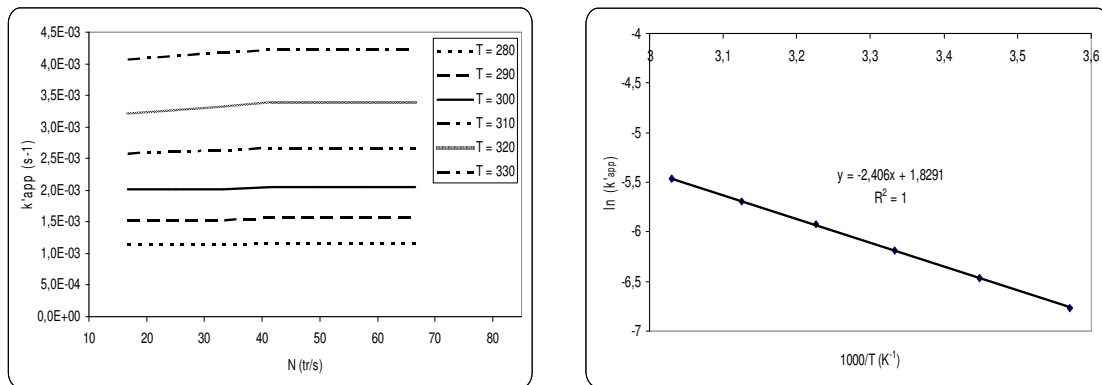 4,5E-03
4,0E-03
3,5E-03
3,0E-03
2,5E-03
2,0E-03
1,5E-03
1,0E-03
5,0E-04
0,0E+00
k'app (s-1)
10 20 30 40 50 60 70 80
N (tr/s)
T = 280
T = 290
T = 300
T = 310
T = 320
T = 330
-4
3 3,1 3,2 3,3 3,4 3,5 3,6
-4,5
-5
-5,5
-6
-6,5
-7
ln (k'app)
y = -2,406x + 1,8291
R² = 1
1000/T (K⁻¹)